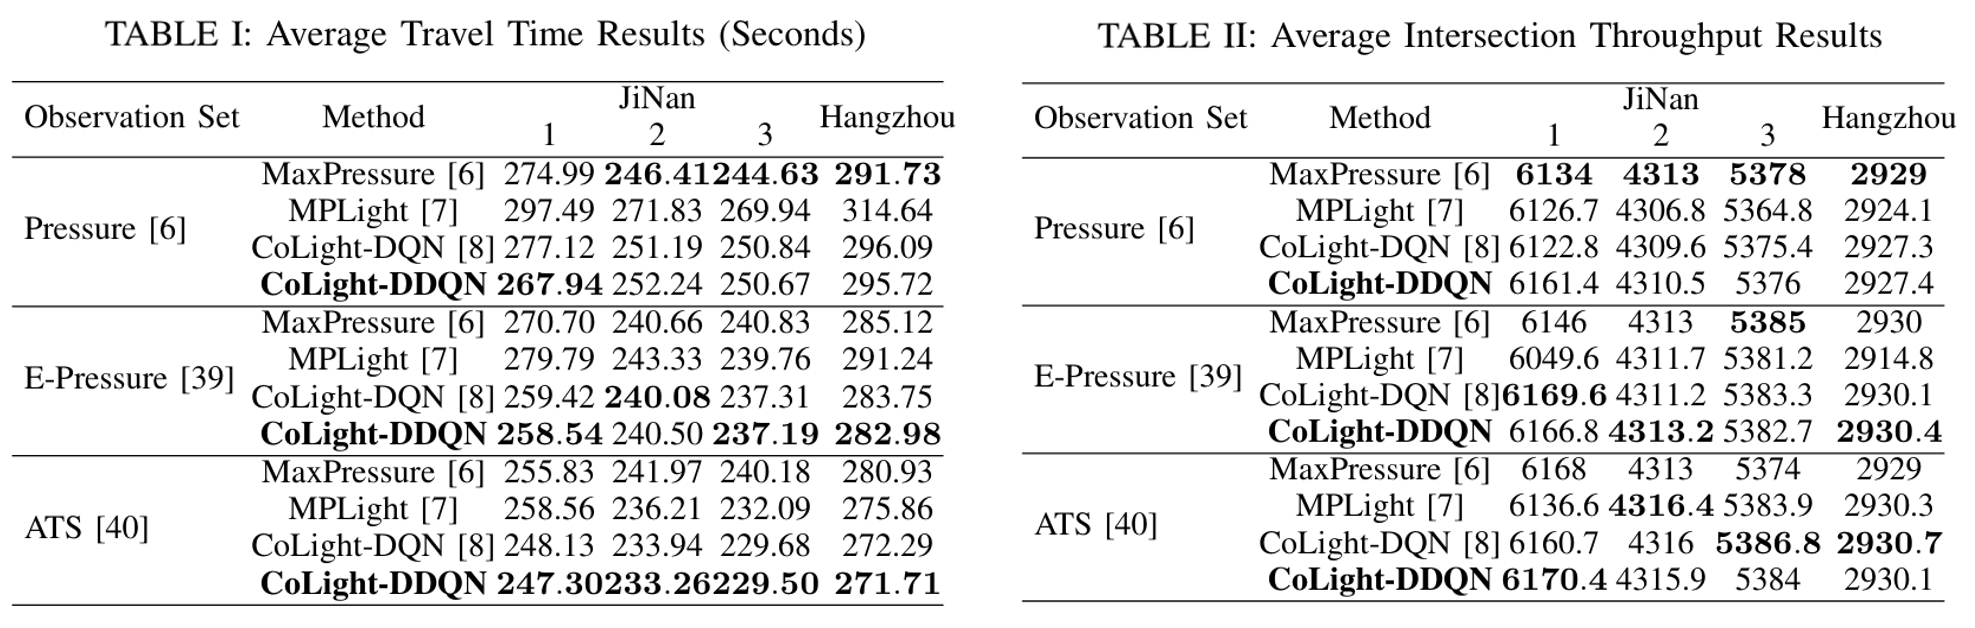 TABLE I: Average Travel Time Results (Seconds)
Observation Set Method JiNan Hangzhou
1 2 3
MaxPressure [6] 274.99 246.41 244.63 291.73
Pressure [6] MPLight [7] 297.49 271.83 269.94 314.64
CoLight-DQN [8] 277.12 251.19 250.84 296.09
CoLight-DDQN 267.94 252.24 250.67 295.72
MaxPressure [6] 270.70 240.66 240.83 285.12
E-Pressure [39] MPLight [7] 279.79 243.33 239.76 291.24
CoLight-DQN [8] 259.42 240.08 237.31 283.75
CoLight-DDQN 258.54 240.50 237.19 282.98
MaxPressure [6] 255.83 241.97 240.18 280.93
ATS [40] MPLight [7] 258.56 236.21 232.09 275.86
CoLight-DQN [8] 248.13 233.94 229.68 272.29
CoLight-DDQN 247.30 233.26 229.50 271.71
TABLE II: Average Intersection Throughput Results
Observation Set Method JiNan Hangzhou
1 2 3
MaxPressure [6] 6134 4313 5378 2929
Pressure [6] MPLight [7] 6126.7 4306.8 5364.8 2924.1
CoLight-DQN [8] 6122.8 4309.6 5375.4 2927.3
CoLight-DDQN 6161.4 4310.5 5376 2927.4
MaxPressure [6] 6146 4313 5385 2930
E-Pressure [39] MPLight [7] 6049.6 4311.7 5381.2 2914.8
CoLight-DQN [8] 6169.6 4311.2 5383.3 2930.1
CoLight-DDQN 6166.8 4313.2 5382.7 2930.4
MaxPressure [6] 6168 4313 5374 2929
ATS [40] MPLight [7] 6136.6 4316.4 5383.9 2930.3
CoLight-DQN [8] 6160.7 4316 5386.8 2930.7
CoLight-DDQN 6170.4 4315.9 5384 2930.1